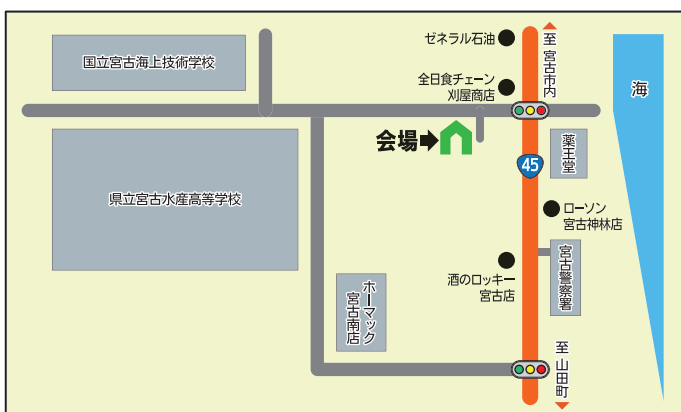 ゼネラル石油
至 宮古市内
国立宮古海上技術学校
全日食チェーン
刈屋商店
海
会場
薬王堂
45
県立宮古水産高等学校
ローソン
宮古神林店
宮古警察署
酒のロッキー
宮古店
ホーマック
宮古南店
至 山田町